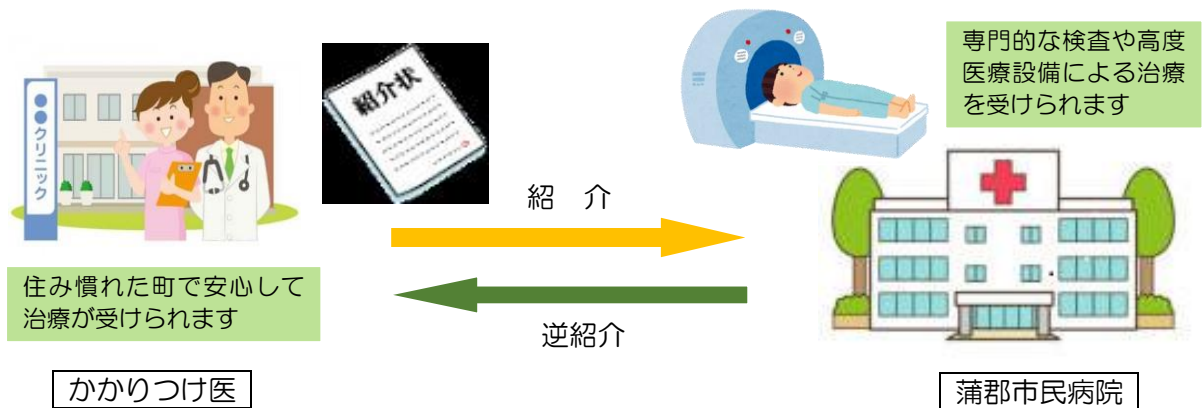 ●●クリニック
紹介状
専門的な検査や高度
医療設備による治療
を受けられます
紹 介
住み慣れた町で安心して
治療が受けられます
逆紹介
かかりつけ医
蒲郡市民病院